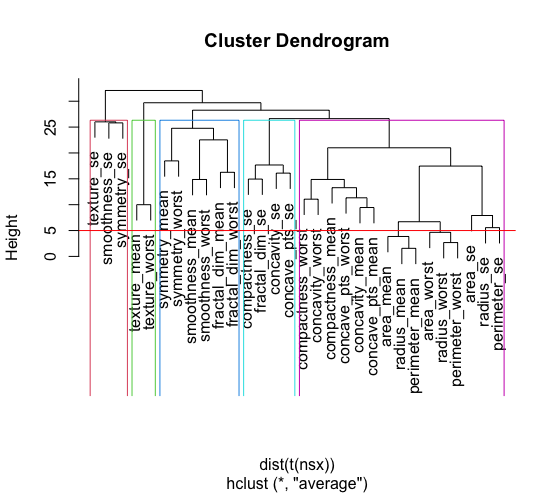 Cluster Dendrogram
Height
25
15
5
0
texture_se
smoothness_se
symmetry_se
texture_mean
texture_worst
symmetry_mean
symmetry_worst
smoothness_mean
smoothness_worst
fractal_dim_mean
fractal_dim_worst
compactness_se
fractal_dim_se
concavity_se
concave_pts_se
compactness_worst
concavity_worst
compactness_mean
concave_pts_worst
concavity_mean
concave_pts_mean
area_mean
radius_mean
perimeter_mean
area_worst
radius_worst
perimeter_worst
area_se
radius_se
perimeter_se
dist(t(nsx))
hclust (*, "average")